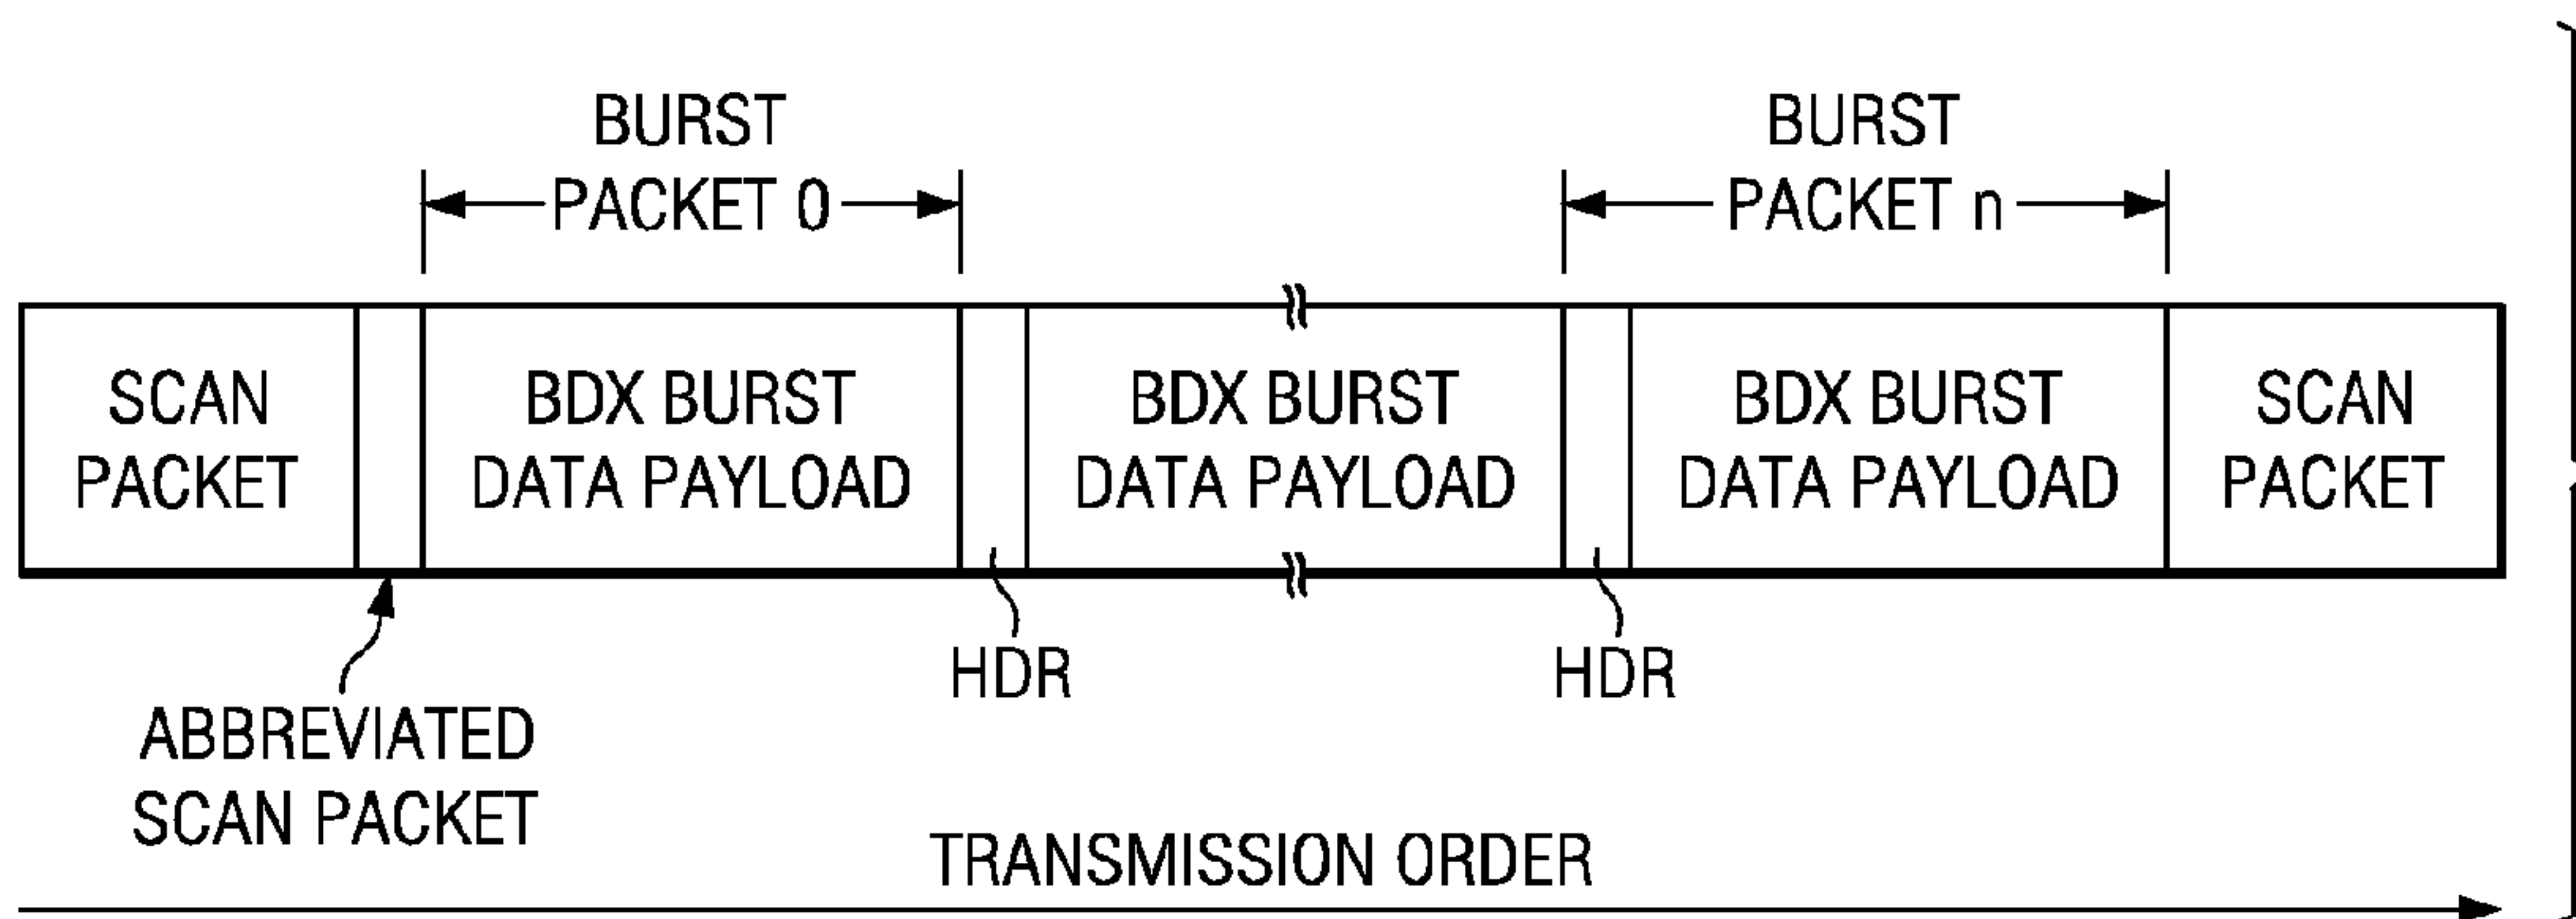 BURST
PACKET 0
BURST
PACKET n
SCAN
PACKET
BDX BURST
DATA PAYLOAD
BDX BURST
DATA PAYLOAD
BDX BURST
DATA PAYLOAD
SCAN
PACKET
HDR
HDR
ABBREVIATED
SCAN PACKET
TRANSMISSION ORDER